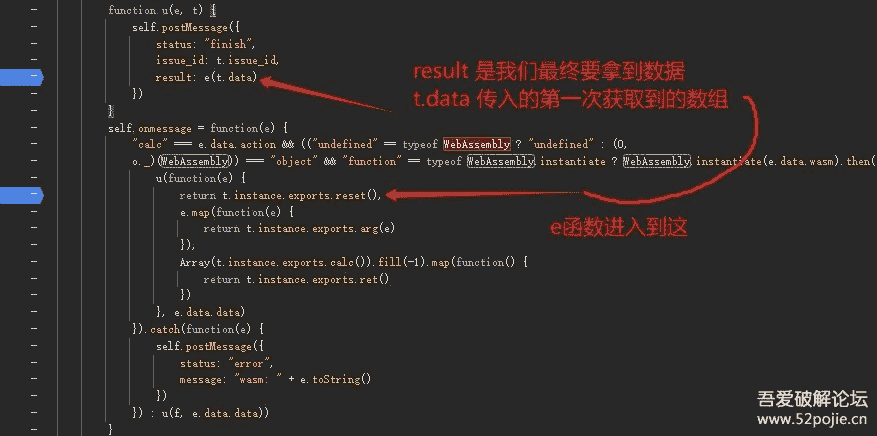 function u(e, t) {
self.postMessage({
status: "finish",
issue_id: t.issue_id,
result: e(t.data)
})
}
result 是我们最终要拿到数据
t.data 传入的第一次获取到的数组
self.onmessage = function(e) {
"calc" === e.data.action && (("undefined" == typeof WebAssembly ? "undefined" : (0,
o._)(WebAssembly)) === "object" && "function" == typeof WebAssembly.instantiate ? WebAssembly.instantiate(e.data.wasm).then(
u(function(e) {
return t.instance.exports.reset(),
e.map(function(e) {
return t.instance.exports.arg(e)
}),
Array(t.instance.exports.calc()).fill(-1).map(function() {
return t.instance.exports.ret()
})
}, e.data.data)
e函数进入到这
}).catch(function(e) {
self.postMessage({
status: "error",
message: "wasm: " + e.toString()
})
}) : u(f, e.data.data))
}
吾爱破解论坛
www.52pojie.cn